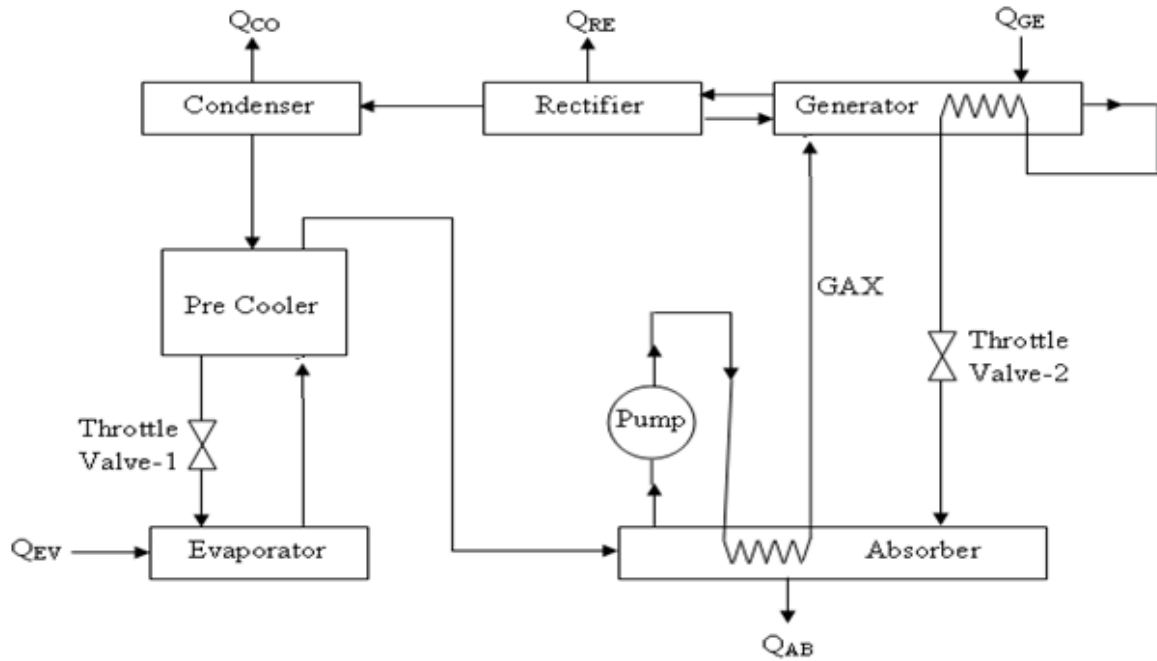 QCO
QRE
QGE
Condenser
Rectifier
Generator
Pre Cooler
GAX
Throttle
Valve-2
Pump
Throttle
Valve-1
QEV
Evaporator
Absorber
QAB